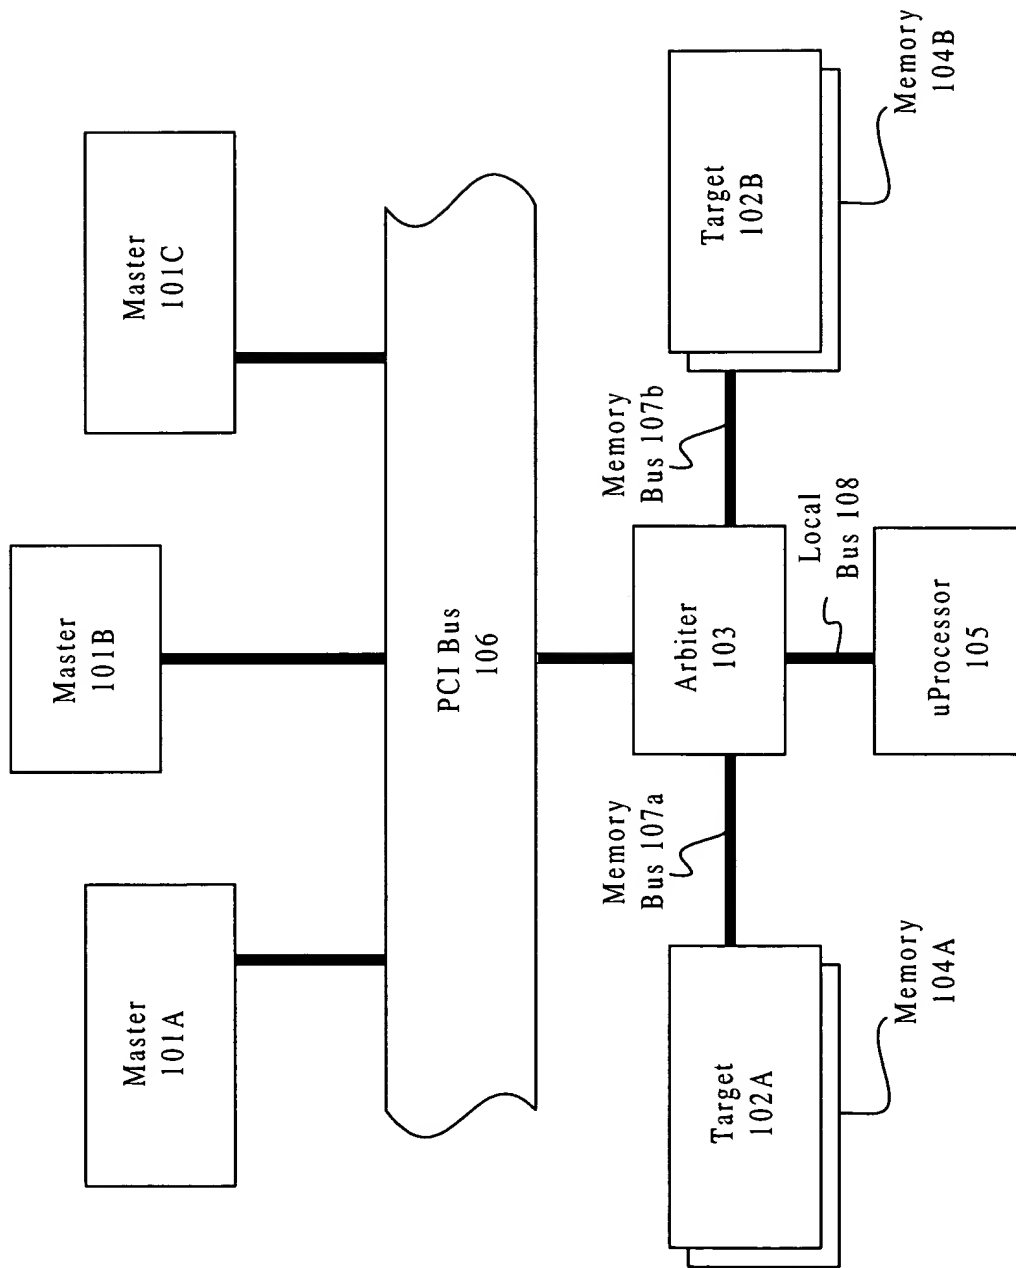 Master
101A
Master
101B
Master
101C
PCI Bus
106
Memory
Bus 107a
Arbiter
103
Memory
Bus 107b
Local
Bus 108
Target
102A
Memory
104A
uProcessor
105
Target
102B
Memory
104B